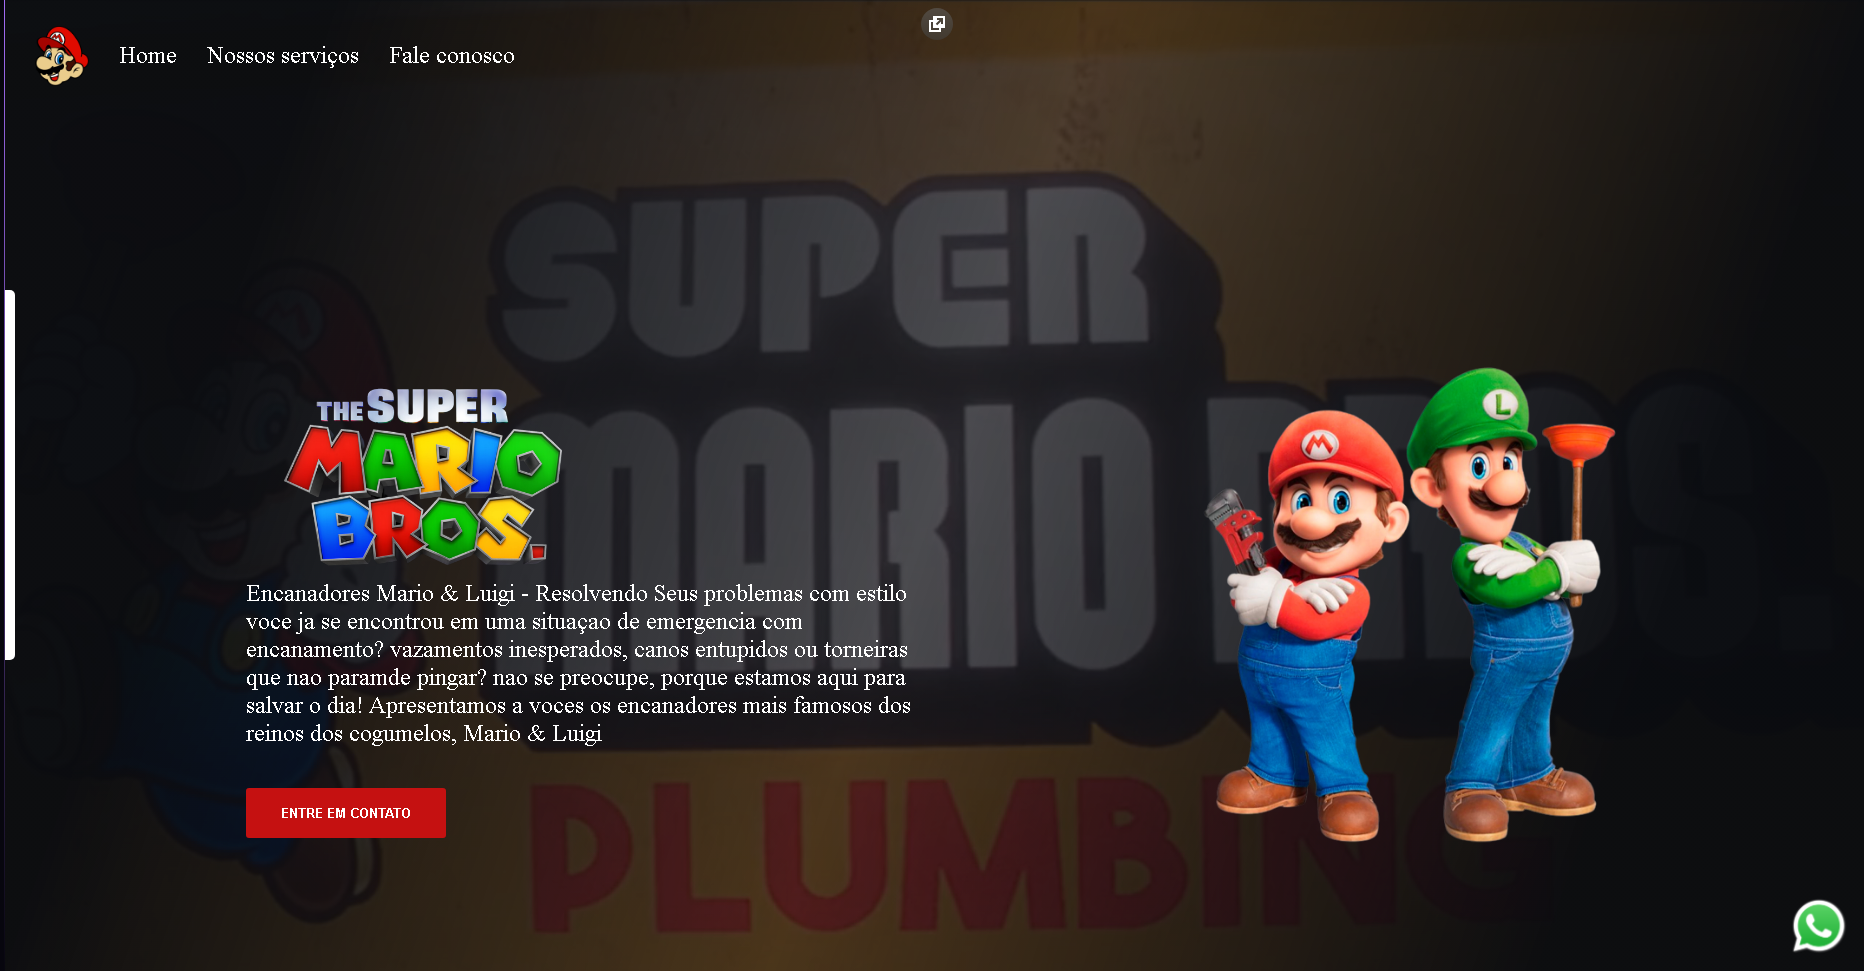 Home Nossos serviços Fale conosco
SUPER
MARIO BROS.
PLUMBING
THE SUPER
MARIO
BROS.
M
L
Encanadores Mario & Luigi - Resolvendo Seus problemas com estilo
voce ja se encontrou em uma situaçao de emergencia com
encanamento? vazamentos inesperados, canos entupidos ou torneiras
que nao paramde pingar? nao se preocupe, porque estamos aqui para
salvar o dia! Apresentamos a voces os encanadores mais famosos dos
reinos dos cogumelos, Mario & Luigi
ENTRE EM CONTATO